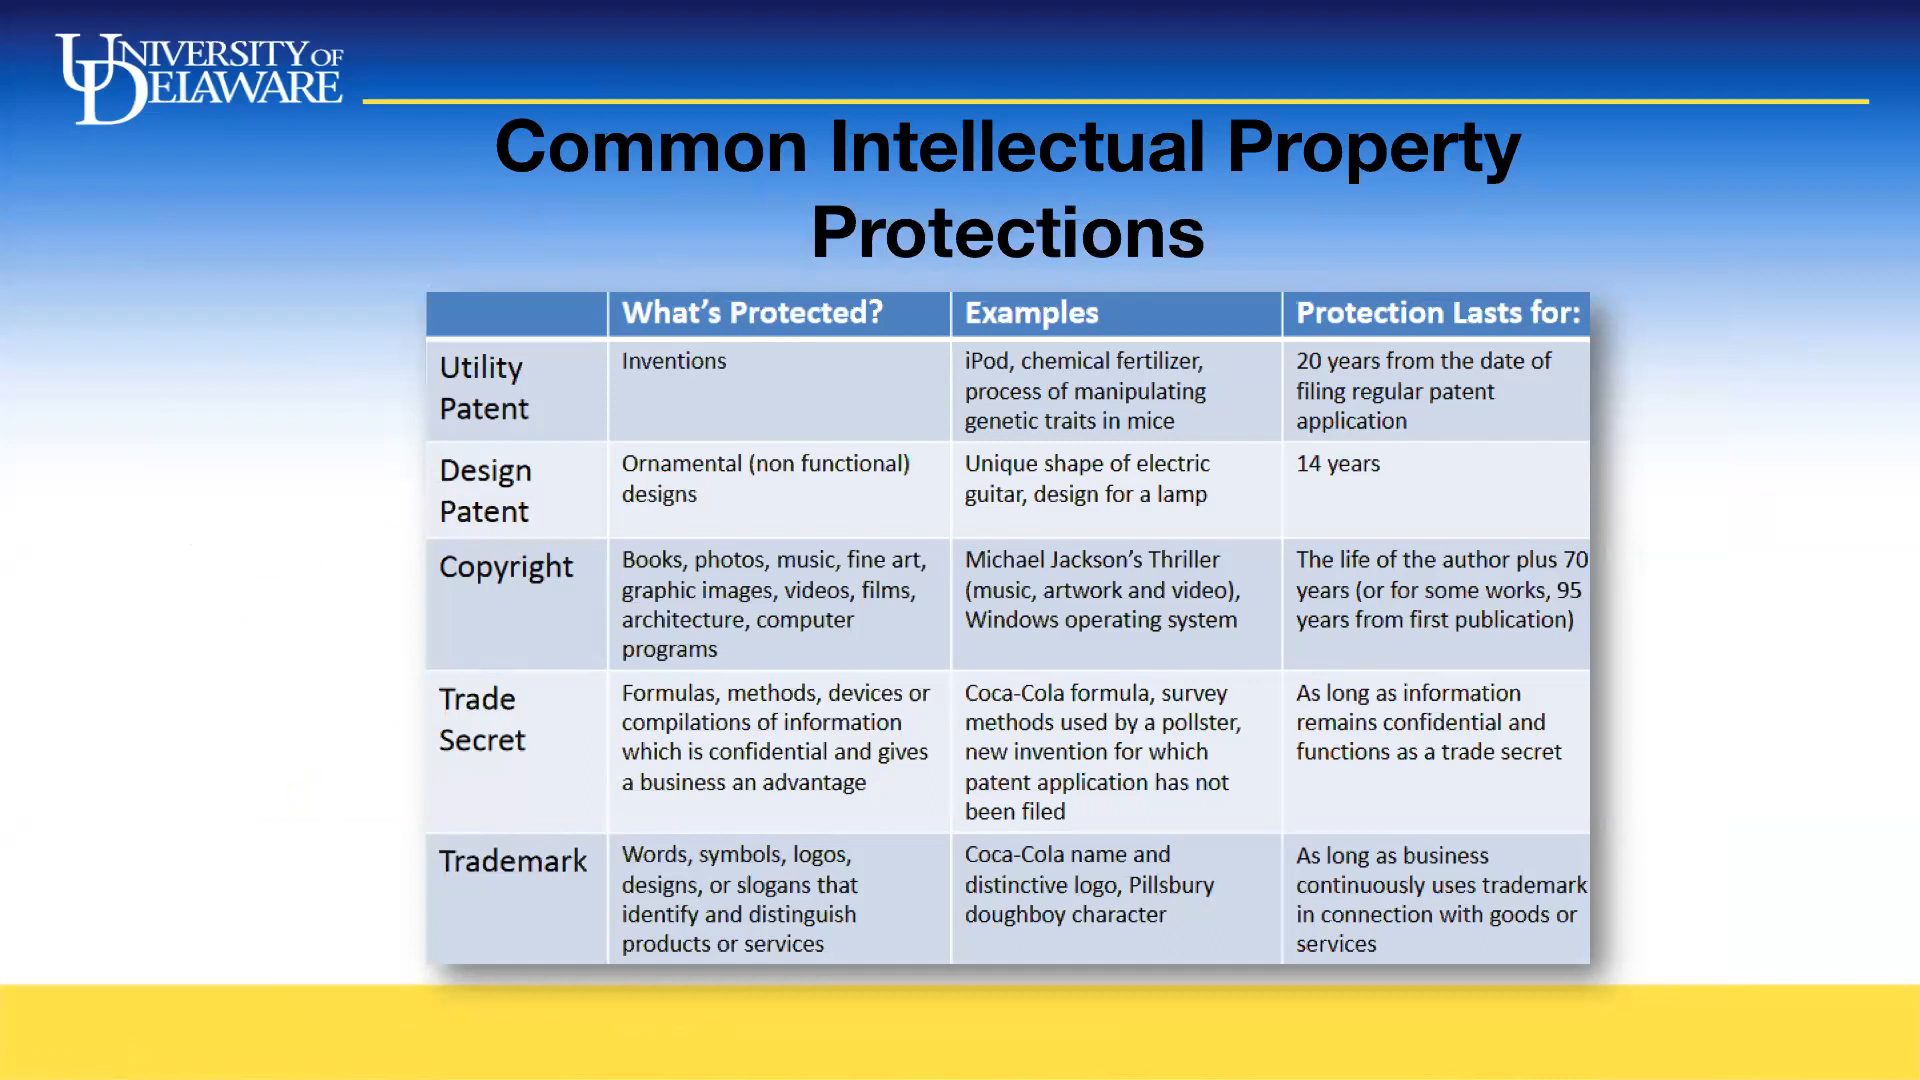 UNIVERSITY OF
DELAWARE
Common Intellectual Property
Protections
What's Protected?
Examples
Protection Lasts for:
Utility
Patent
Inventions
iPod, chemical fertilizer,
process of manipulating
genetic traits in mice
20 years from the date of
filing regular patent
application
Design
Patent
Ornamental (non functional)
designs
Unique shape of electric
guitar, design for a lamp
14 years
Copyright
Books, photos, music, fine art,
graphic images, videos, films,
architecture, computer
programs
Michael Jackson's Thriller
(music, artwork and video),
Windows operating system
The life of the author plus 70
years (or for some works, 95
years from first publication)
Trade
Secret
Formulas, methods, devices or
compilations of information
which is confidential and gives
a business an advantage
Coca-Cola formula, survey
methods used by a pollster,
new invention for which
patent application has not
been filed
As long as information
remains confidential and
functions as a trade secret
Trademark
Words, symbols, logos,
designs, or slogans that
identify and distinguish
products or services
Coca-Cola name and
distinctive logo, Pillsbury
doughboy character
As long as business
continuously uses trademark
in connection with goods or
services